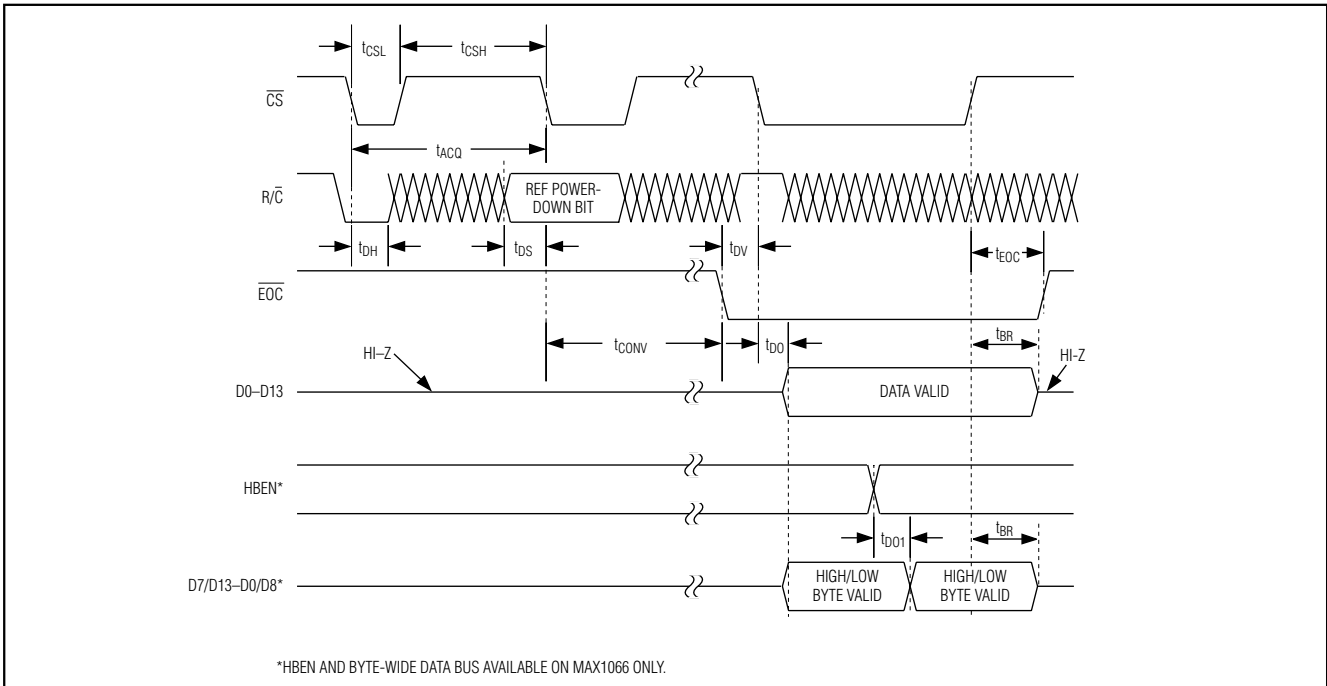 tCSL
tCSH
CS
tACQ
R/C
REF POWER-
DOWN BIT
tDH
tDS
tDV
tEOC
EOC
tCONV
tDO
tBR
HI–Z
HI-Z
D0–D13
DATA VALID
HBEN*
tDO1
tBR
D7/D13–D0/D8*
HIGH/LOW
BYTE VALID
HIGH/LOW
BYTE VALID
*HBEN AND BYTE-WIDE DATA BUS AVAILABLE ON MAX1066 ONLY.